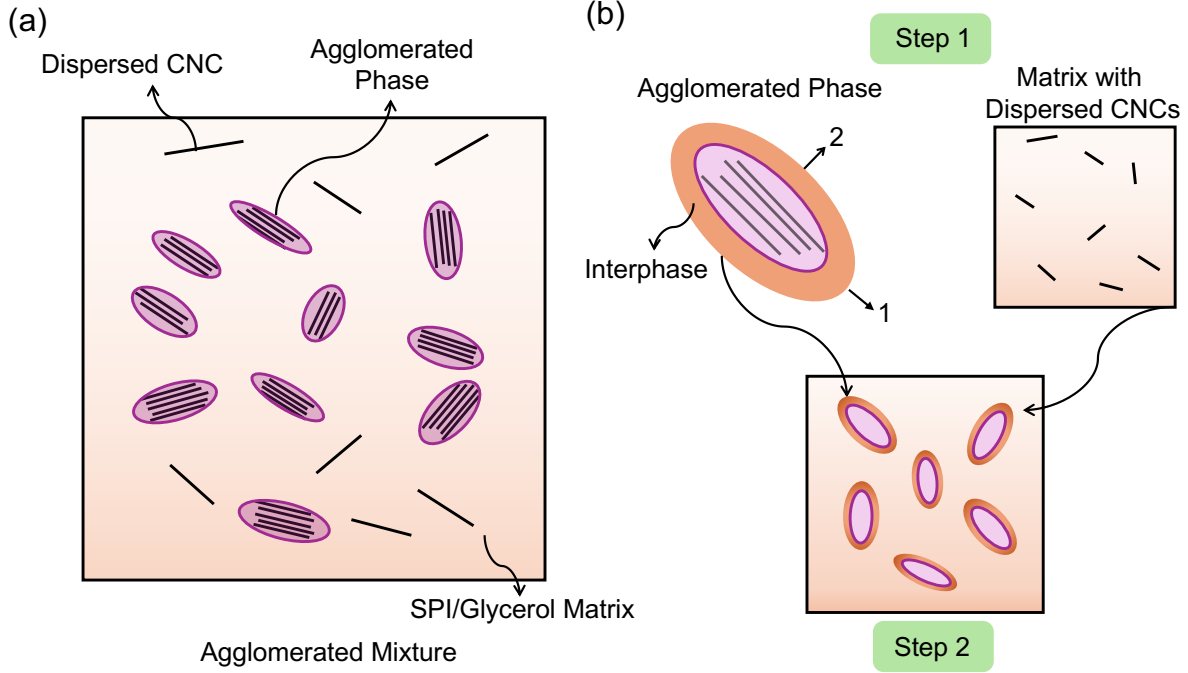 (a)
Dispersed CNC
Agglomerated
Phase
SPI/Glycerol Matrix
Agglomerated Mixture
(b)
Step 1
Agglomerated Phase
2
Interphase
1
Matrix with
Dispersed CNCs
Step 2